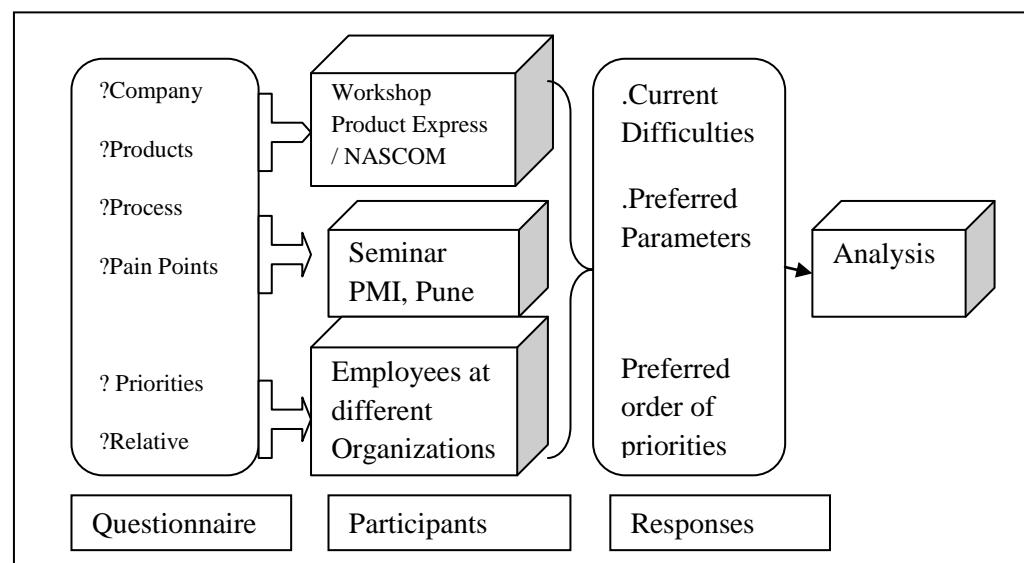 ?Company
?Products
?Process
?Pain Points
? Priorities
?Relative
Workshop
Product Express
/ NASCOM
Seminar
PMI, Pune
Employees at
different
Organizations
.Current
Difficulties
.Preferred
Parameters
Preferred
order of
priorities
Analysis
Questionnaire
Participants
Responses